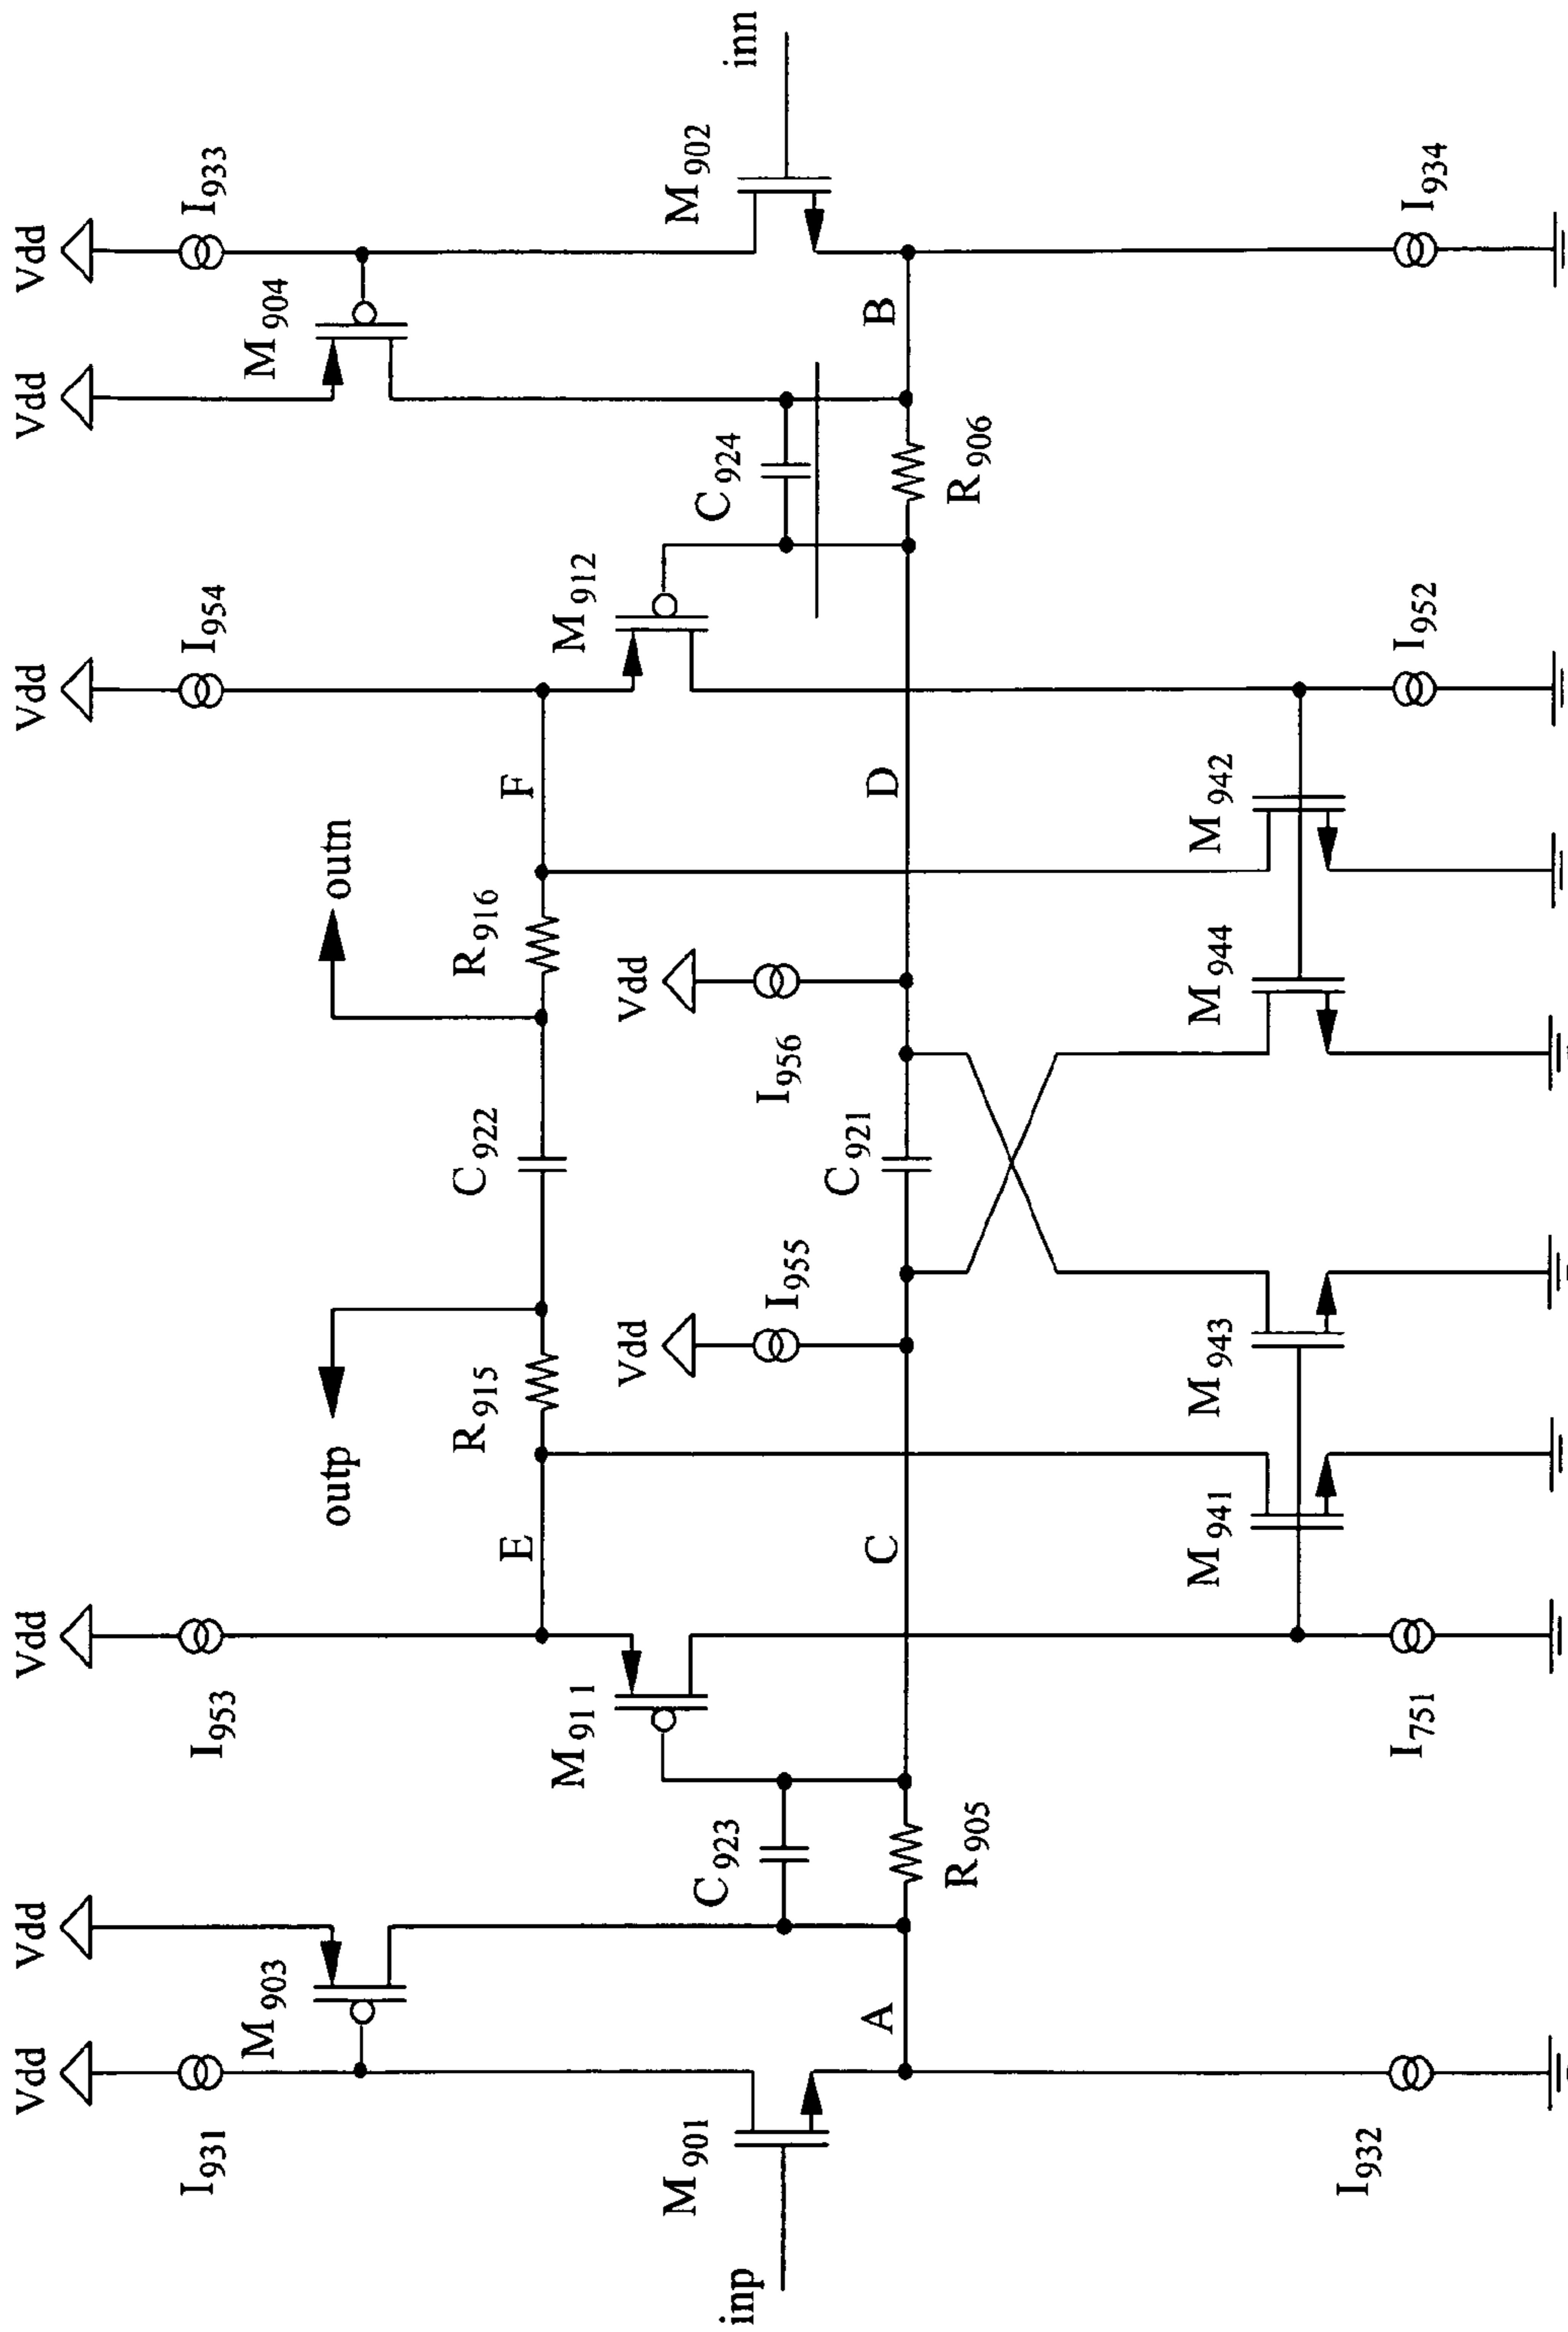 Vdd
Vdd
Vdd
Vdd
Vdd
Vdd
I931
M903
I953
outp
outn
I954
M904
I933
E
R915
C922
R916
F
M911
Vdd
I955
Vdd
I956
M912
inp
M901
C923
C924
M902
inn
A
R905
C
C921
D
R906
B
M941
M943
M944
M942
I932
I751
I952
I934